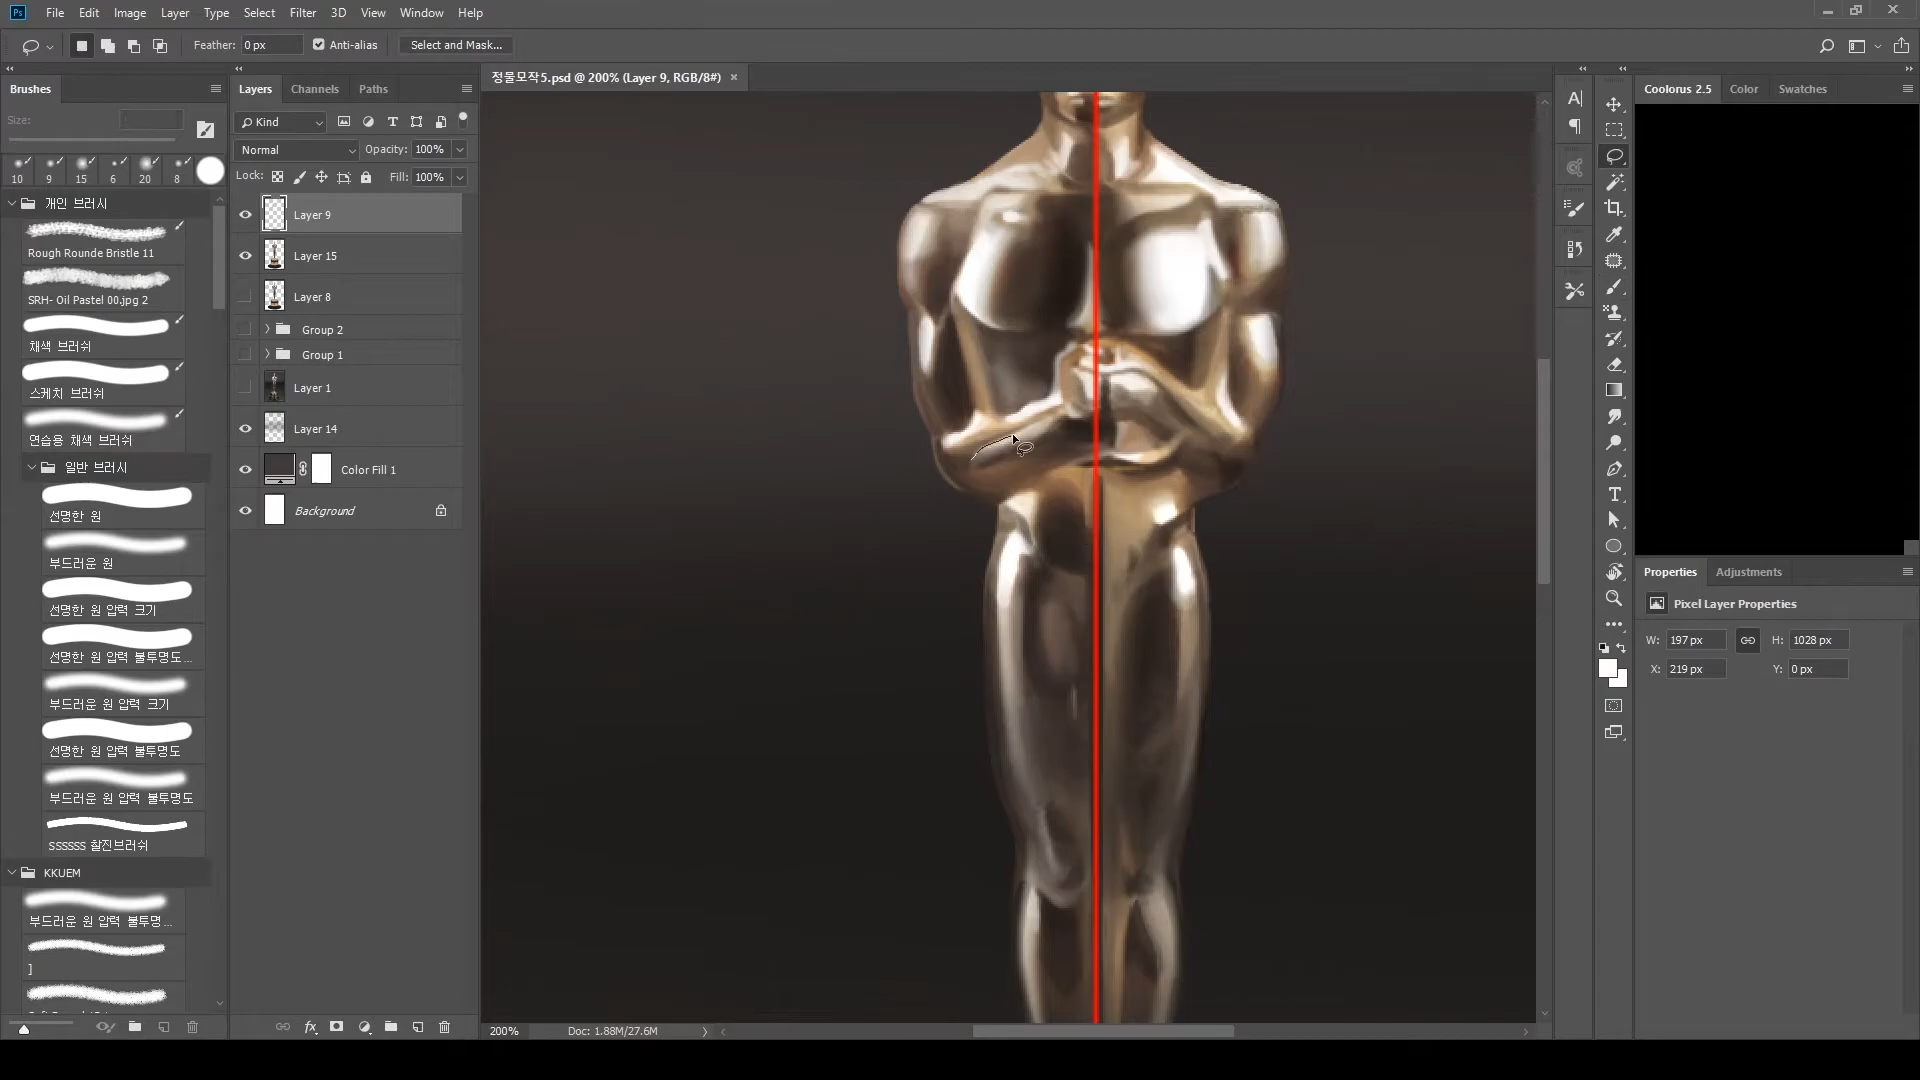 Ps File Edit Image Layer Type Select Filter 3D View Window Help
Feather: 0 px Anti-alias Select and Mask...
Brushes
Size:
10 9 15 6 20 8
개인 브러시
Rough Rounde Bristle 11
SRH- Oil Pastel 00.jpg 2
채색 브러쉬
스케치 브러쉬
연습용 채색 브러쉬
일반 브러시
선명한 원
부드러운 원
선명한 원 압력 크기
선명한 원 압력 불투명도...
부드러운 원 압력 크기
선명한 원 압력 불투명도
부드러운 원 압력 불투명도
ssssss 찰진브러쉬
KKUEM
부드러운 원 압력 불투명...
]
Layers Channels Paths
Kind
Normal Opacity: 100%
Lock: Fill: 100%
Layer 9
Layer 15
Layer 8
Group 2
Group 1
Layer 1
Layer 14
Color Fill 1
Background
fx
정물모작5.psd @ 200% (Layer 9, RGB/8#) ×
200% Doc: 1.88M/27.6M
Coolorus 2.5 Color Swatches
Properties Adjustments
Pixel Layer Properties
W: 197 px H: 1028 px
X: 219 px Y: 0 px